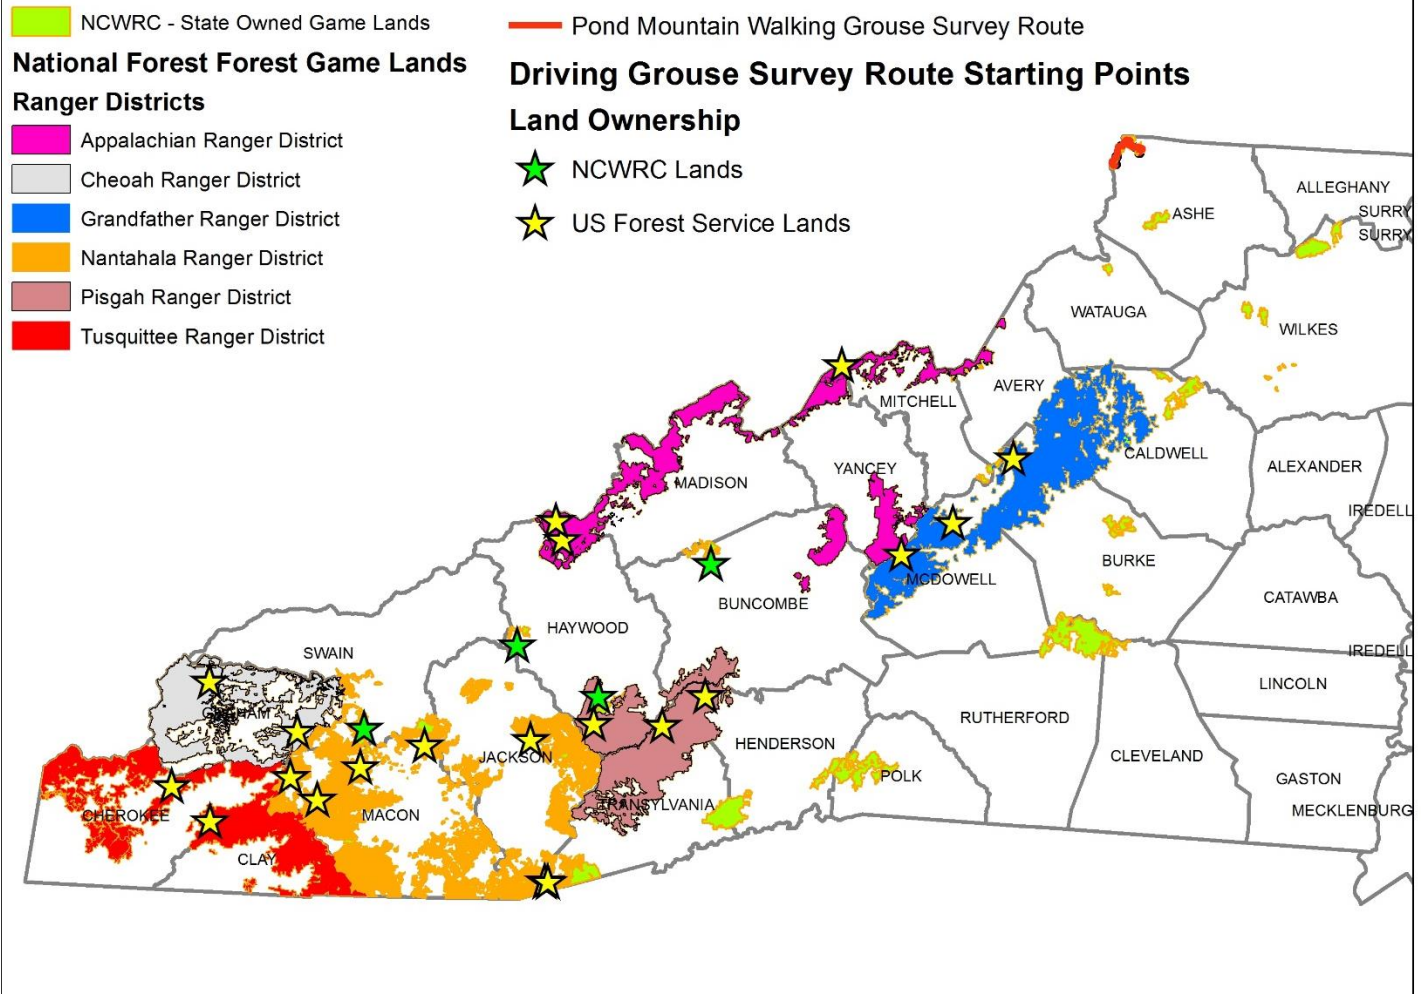 NCWRC - State Owned Game Lands
National Forest Forest Game Lands
Ranger Districts
Appalachian Ranger District
Cheoah Ranger District
Grandfather Ranger District
Nantahala Ranger District
Pisgah Ranger District
Tusquittee Ranger District
Pond Mountain Walking Grouse Survey Route
Driving Grouse Survey Route Starting Points
Land Ownership
NCWRC Lands
US Forest Service Lands
ALLEGHANY
SURRY
ASHE
SURRY
WATAUGA
WILKES
AVERY
MITCHELL
CALDWELL
ALEXANDER
YANCEY
MADISON
IREDELL
BURKE
MCDOWELL
CATAWBA
BUNCOMBE
HAYWOOD
SWAIN
IREDELL
LINCOLN
RUTHERFORD
HENDERSON
CLEVELAND
JACKSON
POLK
GASTON
TRANSYLVANIA
MECKLENBURG
CHEROKEE
MACON
CLAY